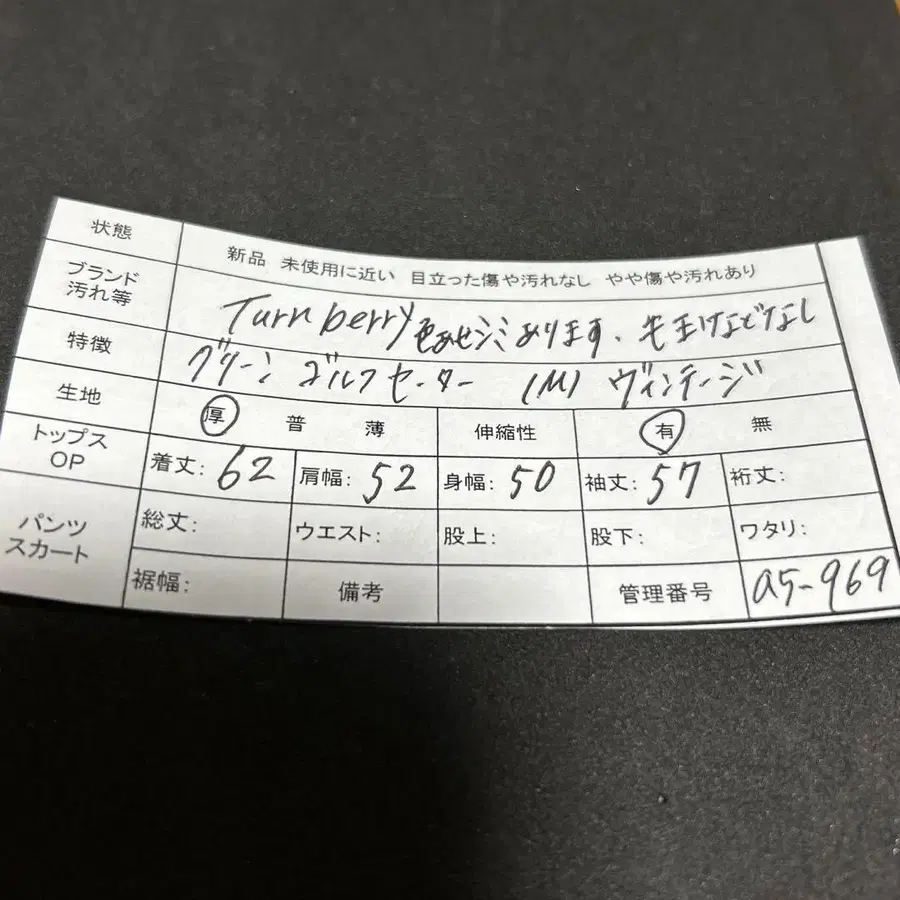 状態 新品 未使用に近い 目立った傷や汚れなし やや傷や汚れあり
ブランド 汚れ等 Turnberry 色あせシミあります、毛まけなどなし
特徴 グリーン ゴルフセーター (M) ヴィンテージ
生地 厚 普 薄 伸縮性 有 無
トップス OP 着丈: 62 肩幅: 52 身幅: 50 袖丈: 57 裄丈:
パンツ スカート 総丈: ウエスト: 股上: 股下: ワタリ:
裾幅: 備考 管理番号 a5-969